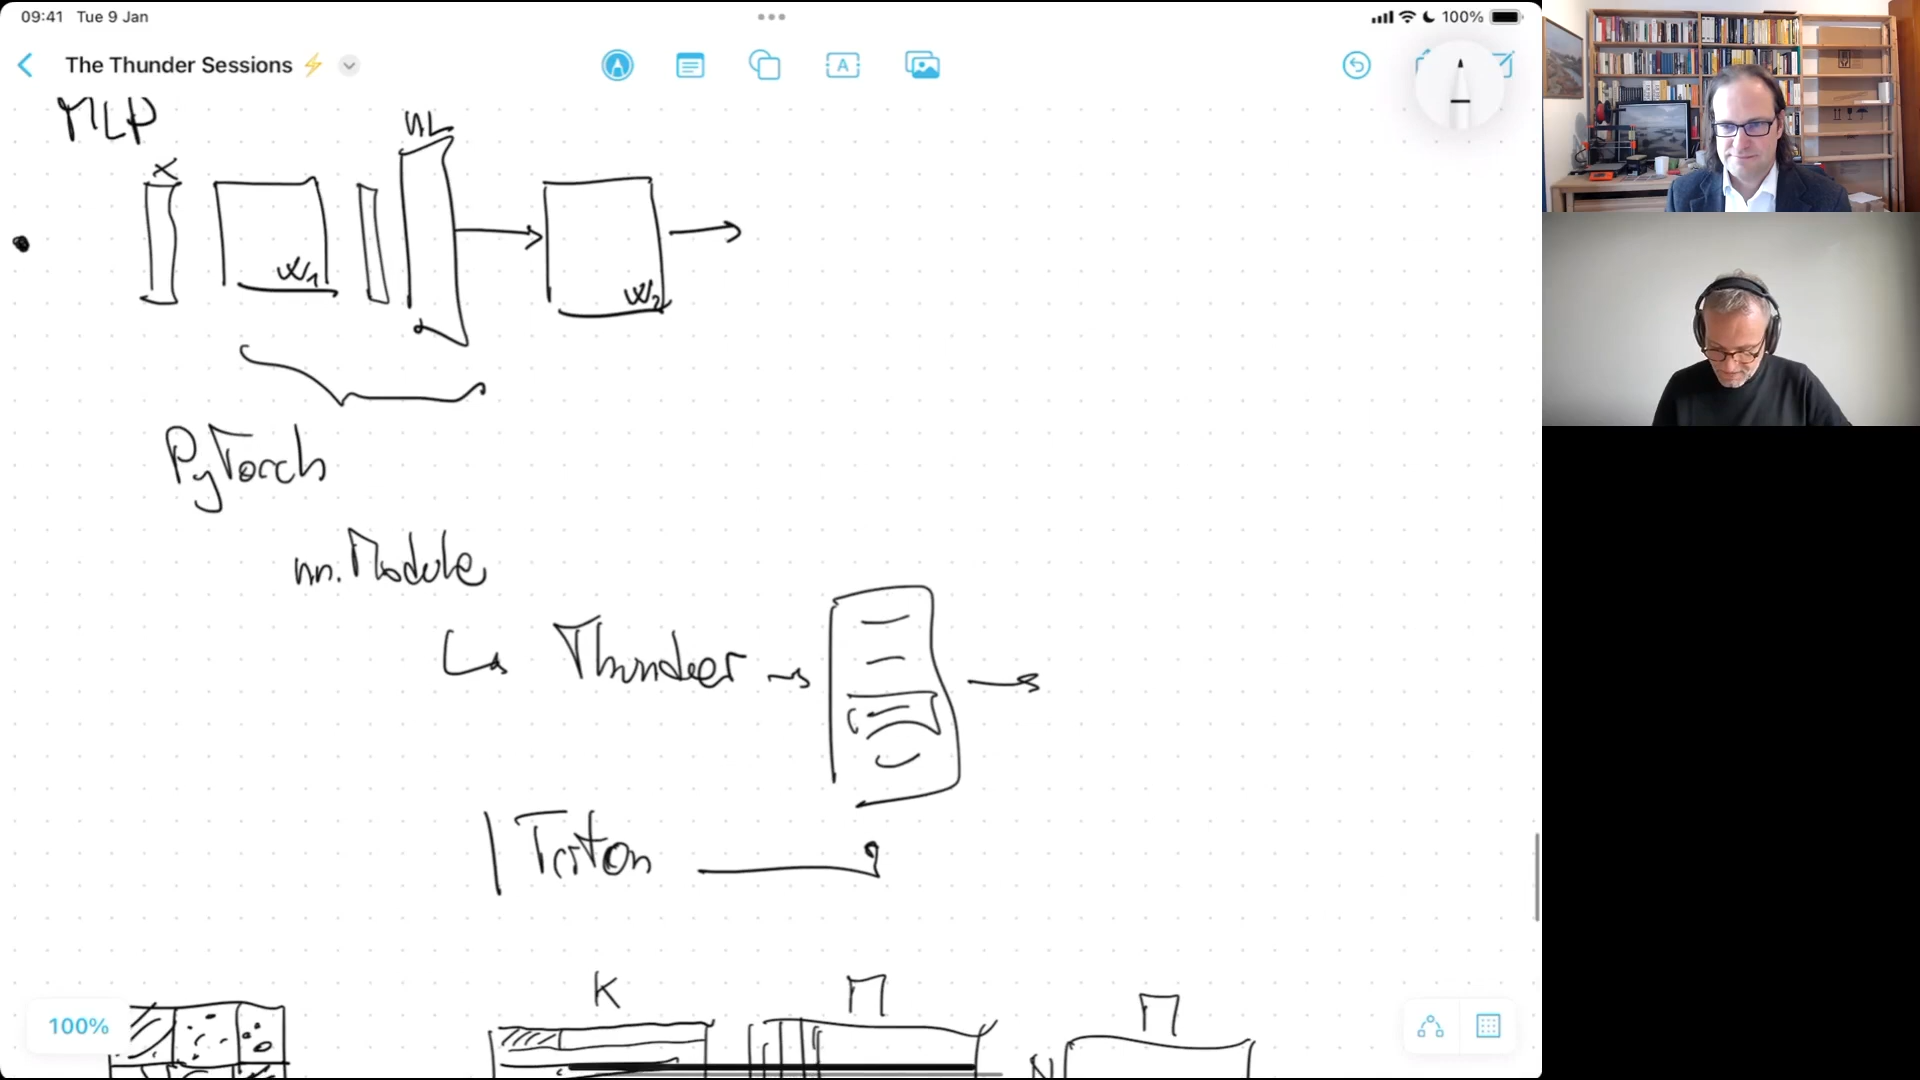 09:41 Tue 9 Jan
100%
The Thunder Sessions ⚡
A
MLP
X
NL
W1
W2
PyTorch
nn.Module
Thunder
Triton
K
N
100%